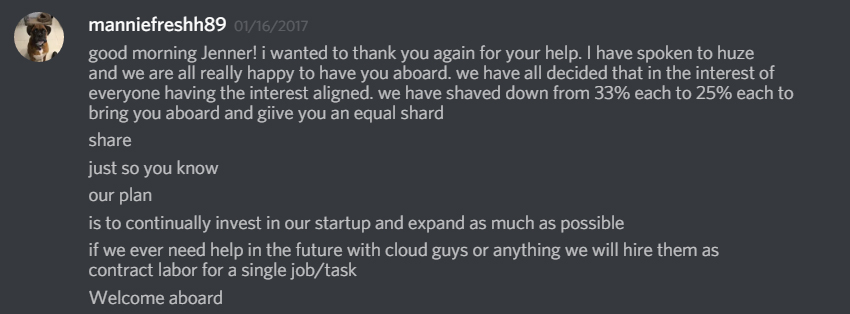 manniefreshh89 01/16/2017
good morning Jenner! i wanted to thank you again for your help. I have spoken to huze
and we are all really happy to have you aboard. we have all decided that in the interest of
everyone having the interest aligned. we have shaved down from 33% each to 25% each to
bring you aboard and giive you an equal shard
share
just so you know
our plan
is to continually invest in our startup and expand as much as possible
if we ever need help in the future with cloud guys or anything we will hire them as
contract labor for a single job/task
Welcome aboard